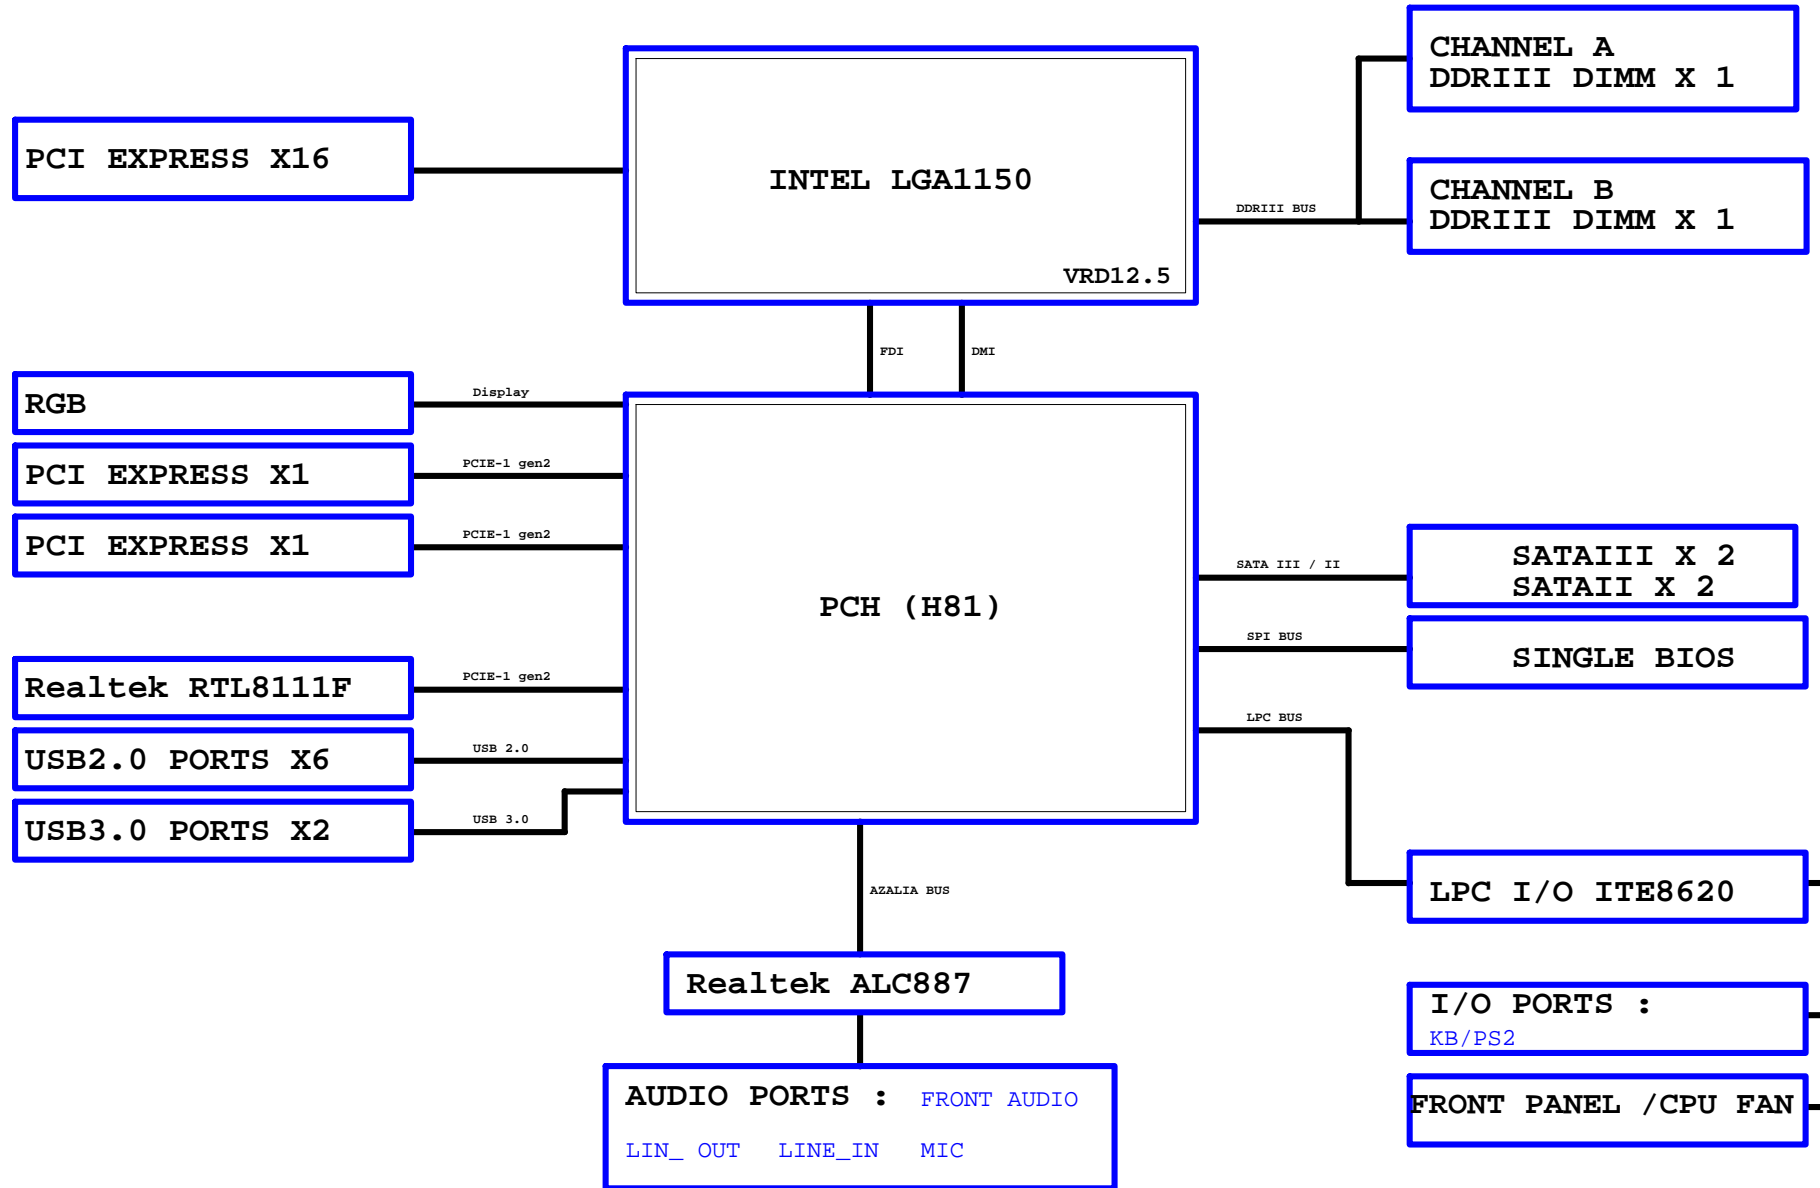 CHANNEL A
DDRIII DIMM X 1
PCI EXPRESS X16
INTEL LGA1150
VRD12.5
DDRIII BUS
CHANNEL B
DDRIII DIMM X 1
FDI
DMI
RGB
Display
PCI EXPRESS X1
PCIE-1 gen2
PCI EXPRESS X1
PCIE-1 gen2
PCH (H81)
SATA III / II
SATAIII X 2
SATAII X 2
SPI BUS
SINGLE BIOS
Realtek RTL8111F
PCIE-1 gen2
LPC BUS
USB2.0 PORTS X6
USB 2.0
USB3.0 PORTS X2
USB 3.0
AZALIA BUS
LPC I/O ITE8620
Realtek ALC887
I/O PORTS :
KB/PS2
AUDIO PORTS : FRONT AUDIO
LIN_ OUT LINE_IN MIC
FRONT PANEL /CPU FAN